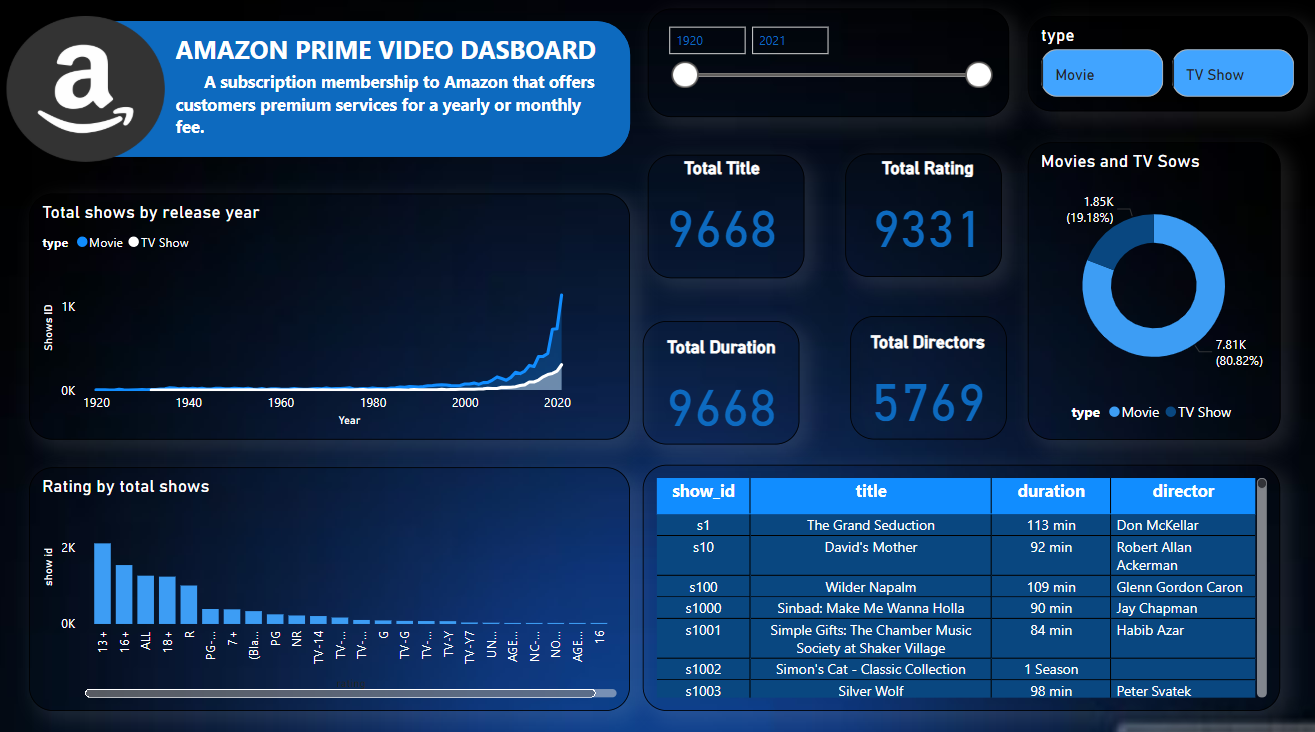 a
AMAZON PRIME VIDEO DASBOARD
A subscription membership to Amazon that offers
customers premium services for a yearly or monthly
fee.
1920 2021
type
Movie TV Show
Total Title
9668
Total Rating
9331
Total Duration
9668
Total Directors
5769
Movies and TV Sows
1.85K
(19.18%)
7.81K
(80.82%)
type Movie TV Show
Total shows by release year
type Movie TV Show
Shows ID
1K
0K
1920 1940 1960 1980 2000 2020
Year
Rating by total shows
show id
2K
0K
13+ 16+ ALL 18+ R PG-... 7+ (Bla... PG NR TV-14 TV-... TV-... G TV-G TV-... TV-Y TV-Y7 UN... AGE... NC-... NO... AGE... 16
show_id title duration director
s1 The Grand Seduction 113 min Don McKellar
s10 David's Mother 92 min Robert Allan
Ackerman
s100 Wilder Napalm 109 min Glenn Gordon Caron
s1000 Sinbad: Make Me Wanna Holla 90 min Jay Chapman
s1001 Simple Gifts: The Chamber Music 84 min Habib Azar
Society at Shaker Village
s1002 Simon's Cat - Classic Collection 1 Season
s1003 Silver Wolf 98 min Peter Svatek